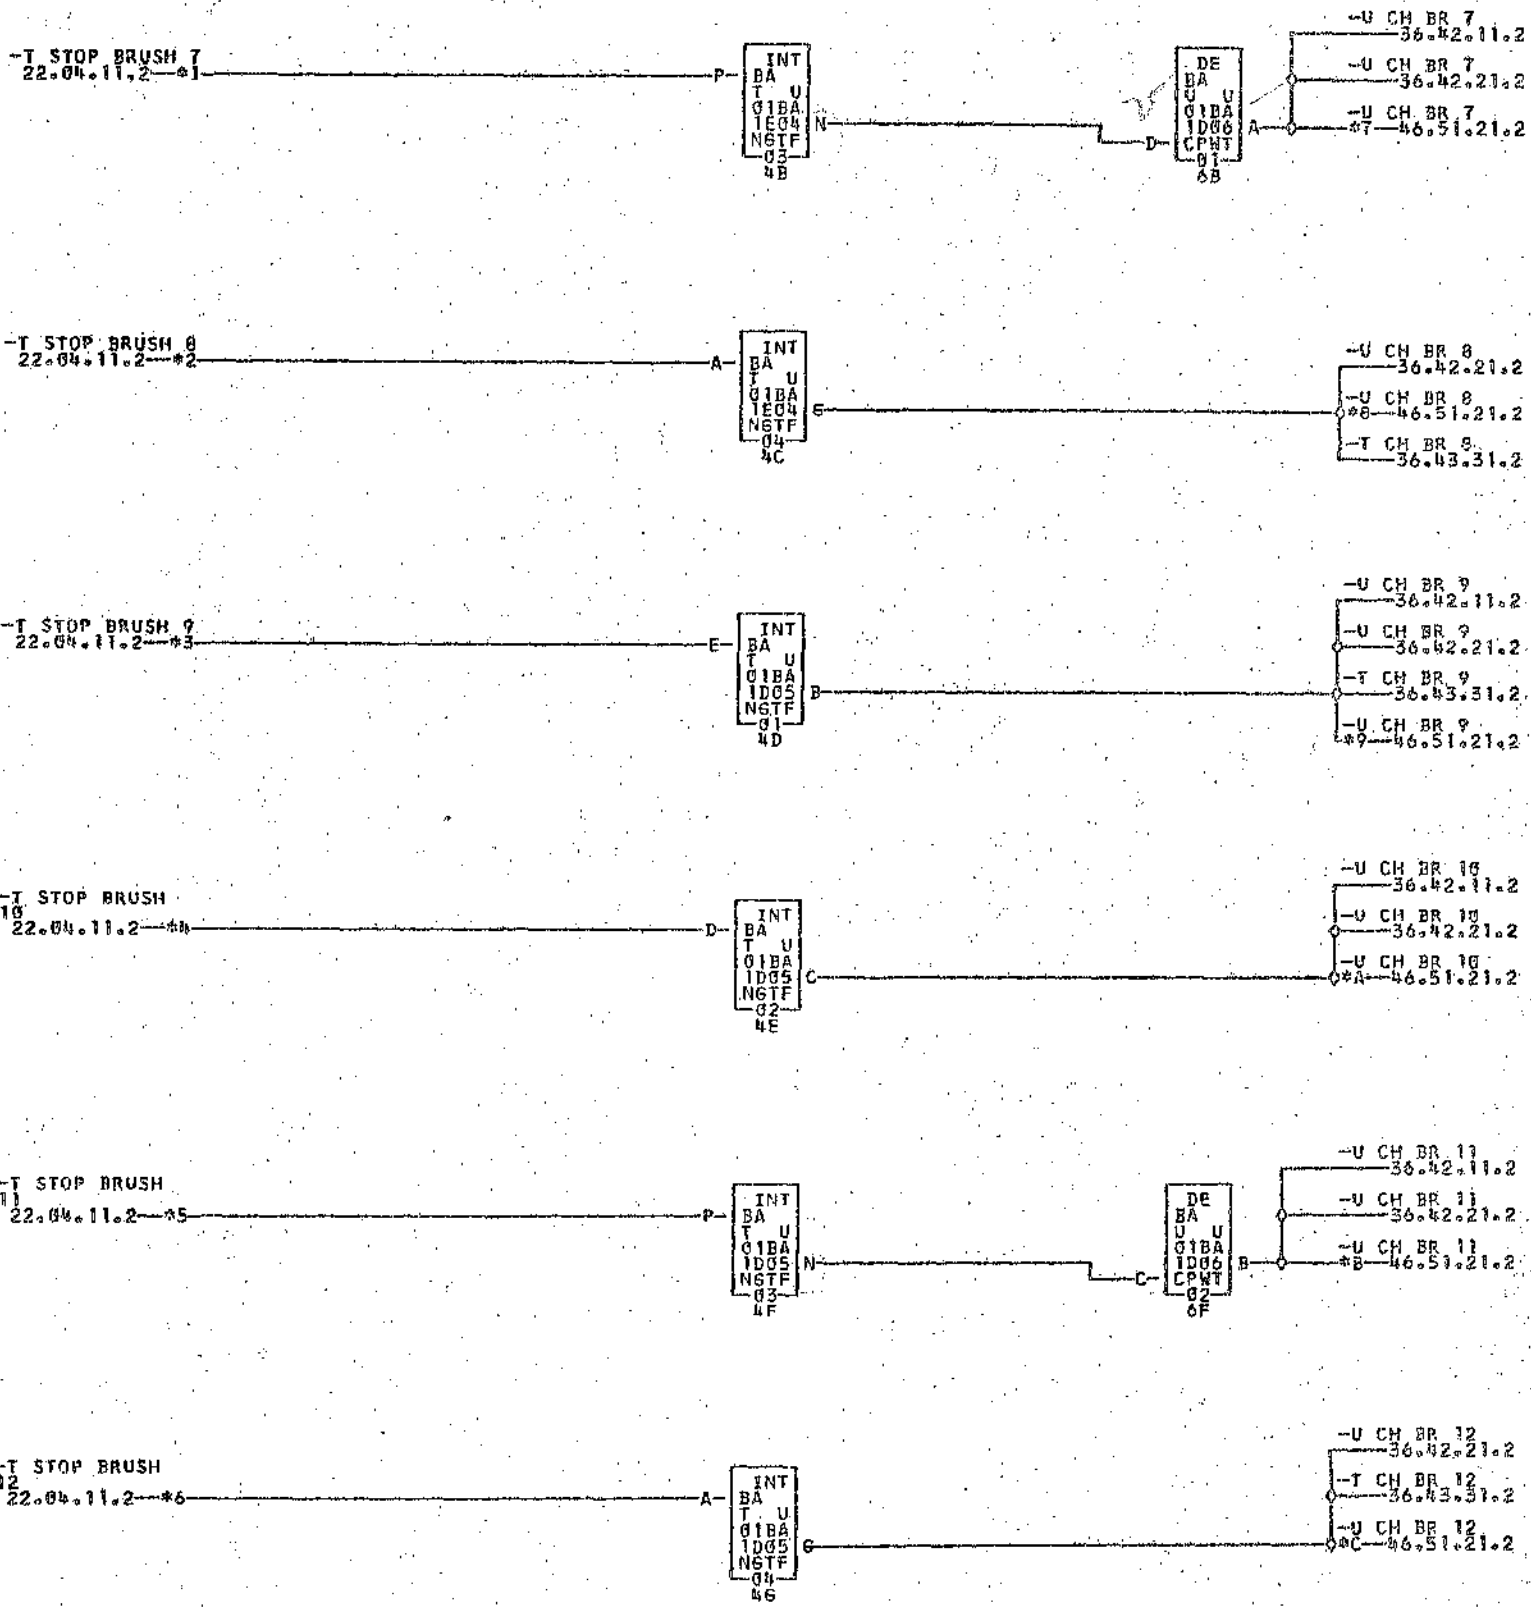 -T STOP BRUSH 7
22.04.11.2—*1
P
INT
BA
T U
01BA
1E04
NGTF
03
4B
N
D
DE
BA
U U
01BA
1D06
CPWT
01
6B
A
-U CH BR 7
36.42.11.2
-U CH BR 7
36.42.21.2
-U CH BR 7
*7—46.51.21.2
-T STOP BRUSH 8
22.04.11.2—*2
A
INT
BA
T U
01BA
1E04
NGTF
04
4C
G
-U CH BR 8
36.42.21.2
-U CH BR 8
*8—46.51.21.2
-T CH BR 8
36.43.31.2
-T STOP BRUSH 9
22.04.11.2—*3
E
INT
BA
T U
01BA
1D05
NGTF
01
4D
B
-U CH BR 9
36.42.11.2
-U CH BR 9
36.42.21.2
-T CH BR 9
36.43.31.2
-U CH BR 9
*9—46.51.21.2
-T STOP BRUSH
10
22.04.11.2—*4
D
INT
BA
T U
01BA
1D05
NGTF
02
4E
C
-U CH BR 10
36.42.11.2
-U CH BR 10
36.42.21.2
-U CH BR 10
*A—46.51.21.2
-T STOP BRUSH
11
22.04.11.2—*5
P
INT
BA
T U
01BA
1D05
NGTF
03
4F
N
C
DE
BA
U U
01BA
1D06
CPWT
02
6F
B
-U CH BR 11
36.42.11.2
-U CH BR 11
36.42.21.2
-U CH BR 11
*B—46.51.21.2
-T STOP BRUSH
12
22.04.11.2—*6
A
INT
BA
T U
01BA
1D05
NGTF
04
4G
G
-U CH BR 12
36.42.21.2
-T CH BR 12
36.43.31.2
-U CH BR 12
*C—46.51.21.2